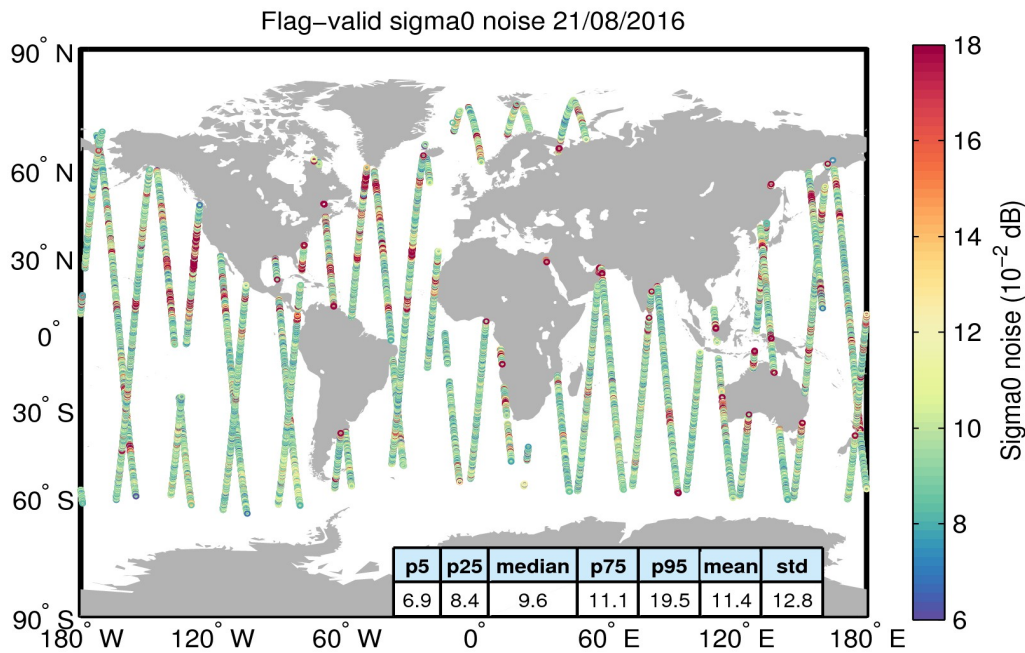 Flag−valid sigma0 noise 21/08/2016
90° N
60° N
30° N
0°
30° S
60° S
90° S
180° W
120° W
60° W
0°
60° E
120° E
180° E
p5 p25 median p75 p95 mean std
6.9 8.4 9.6 11.1 19.5 11.4 12.8
18
16
14
12
10
8
6
Sigma0 noise (10⁻² dB)